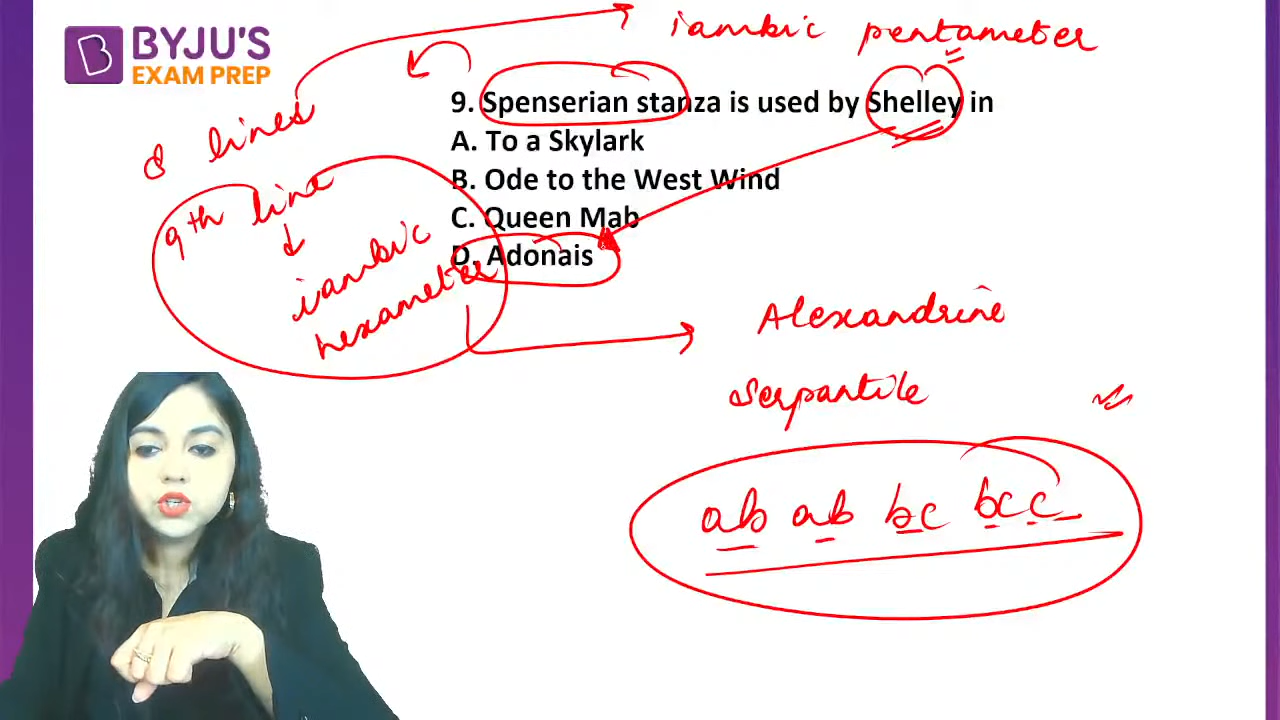 BYJU'S
EXAM PREP
iambic pentameter
9. Spenserian stanza is used by Shelley in
A. To a Skylark
B. Ode to the West Wind
C. Queen Mab
D. Adonais
8 lines
9th line
iambic
hexameter
Alexandrine
Serpantile
ab ab bc bcc